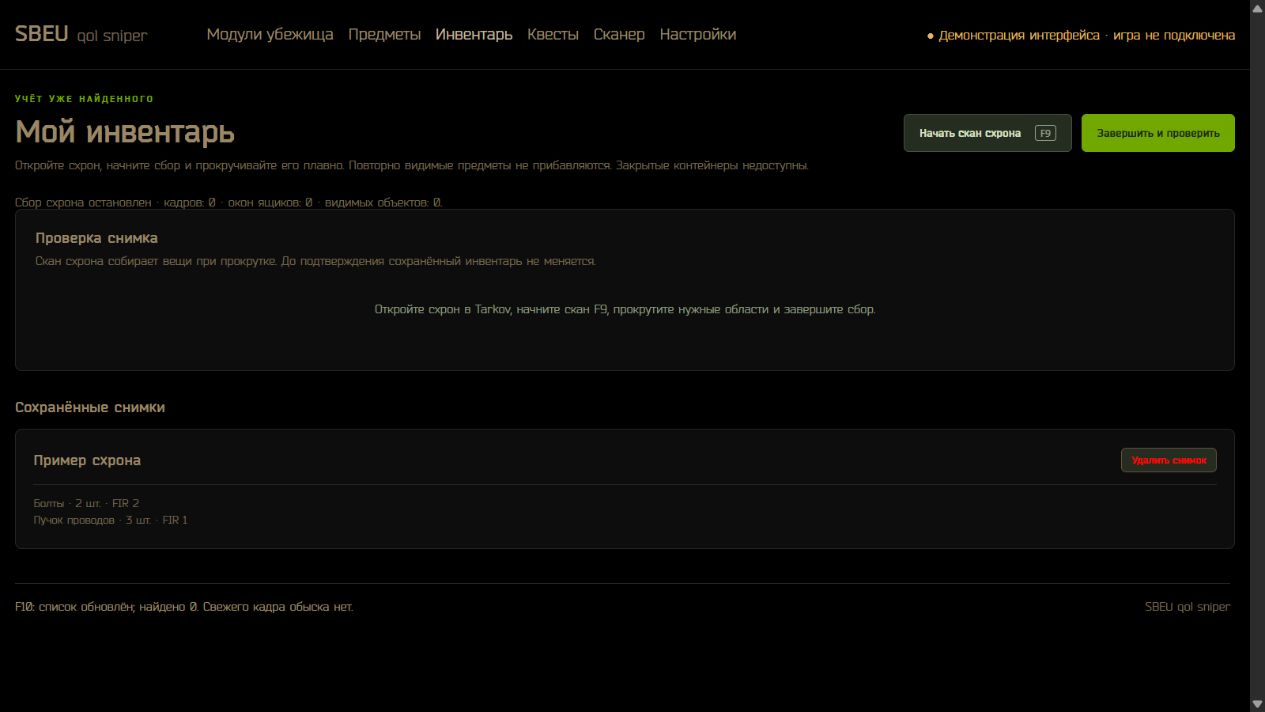 SBEU qol sniper
Модули убежища Предметы Инвентарь Квесты Сканер Настройки
● Демонстрация интерфейса · игра не подключена
УЧЁТ УЖЕ НАЙДЕННОГО
Мой инвентарь
Начать скан схрона F9
Завершить и проверить
Откройте схрон, начните сбор и прокручивайте его плавно. Повторно видимые предметы не прибавляются. Закрытые контейнеры недоступны.
Сбор схрона остановлен · кадров: 0 · окон ящиков: 0 · видимых объектов: 0.
Проверка снимка
Скан схрона собирает вещи при прокрутке. До подтверждения сохранённый инвентарь не меняется.
Откройте схрон в Tarkov, начните скан F9, прокрутите нужные области и завершите сбор.
Сохранённые снимки
Пример схрона
Удалить снимок
Болты · 2 шт. · FIR 2
Пучок проводов · 3 шт. · FIR 1
F10: список обновлён; найдено 0. Свежего кадра обыска нет.
SBEU qol sniper